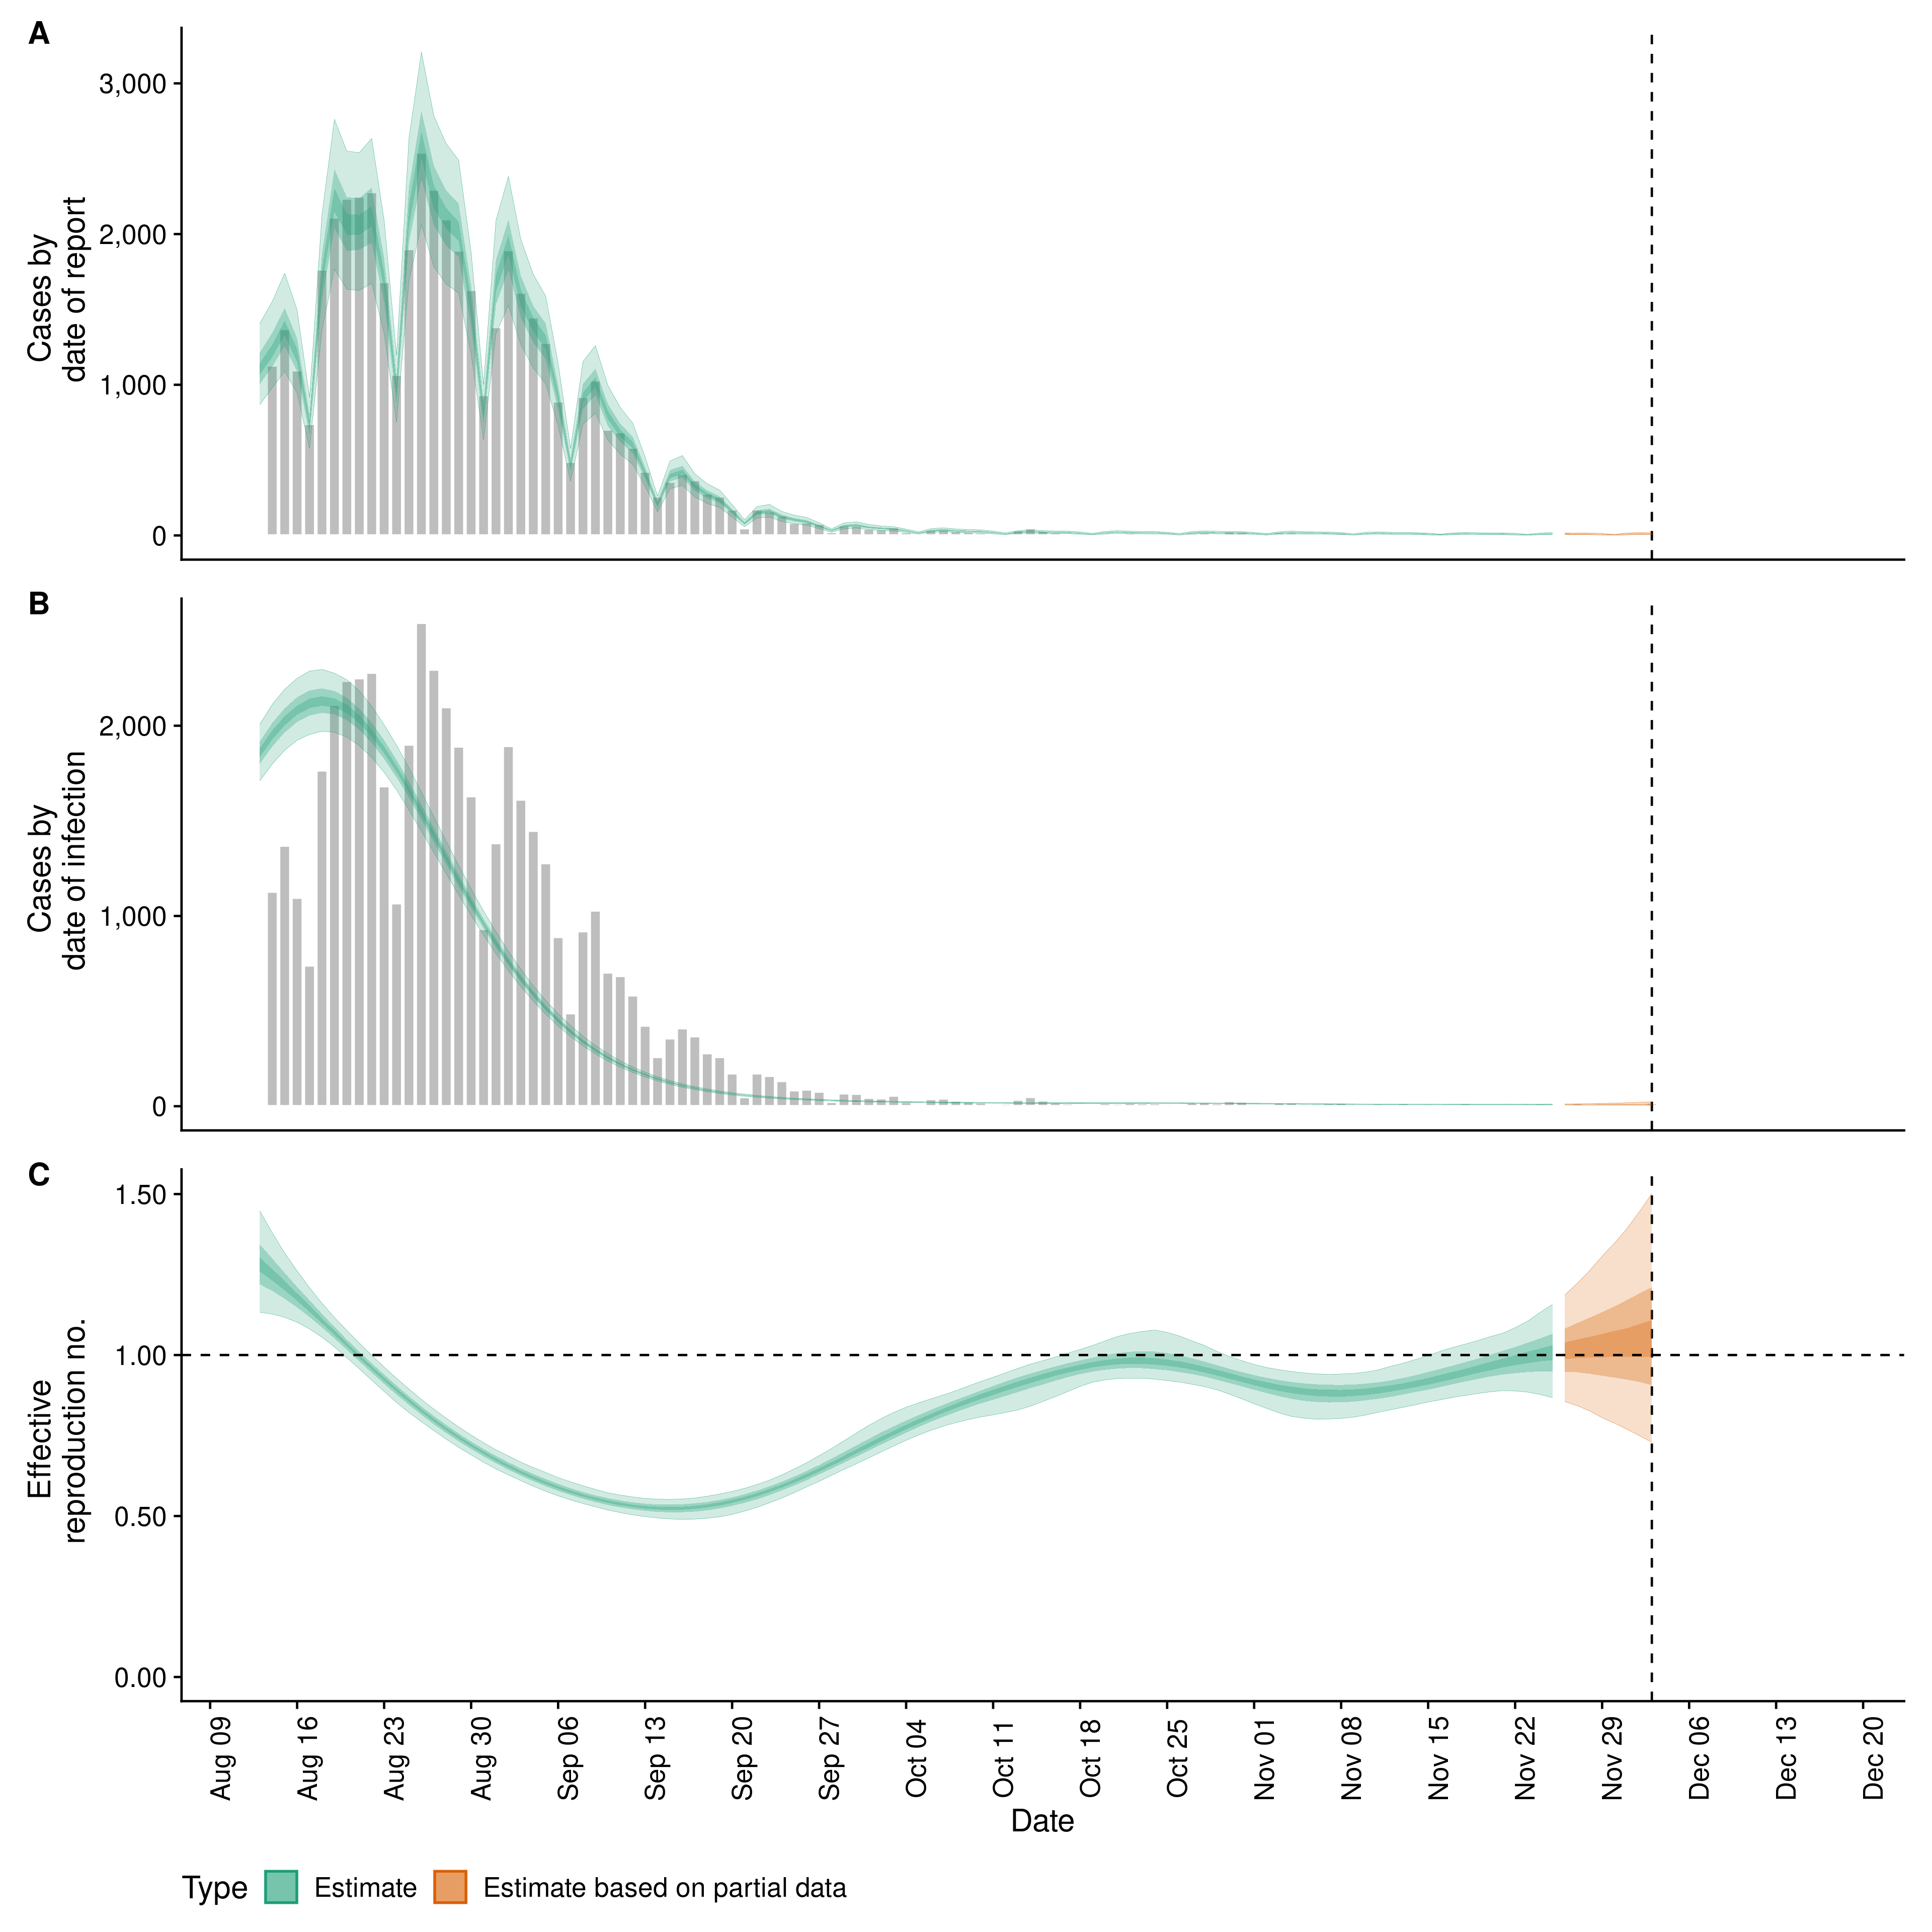 A
3,000
2,000
1,000
0
Cases by
date of report
B
2,000
1,000
0
Cases by
date of infection
C
1.50
1.00
0.50
0.00
Effective
reproduction no.
Aug 09
Aug 16
Aug 23
Aug 30
Sep 06
Sep 13
Sep 20
Sep 27
Oct 04
Oct 11
Oct 18
Oct 25
Nov 01
Nov 08
Nov 15
Nov 22
Nov 29
Dec 06
Dec 13
Dec 20
Date
Type Estimate Estimate based on partial data